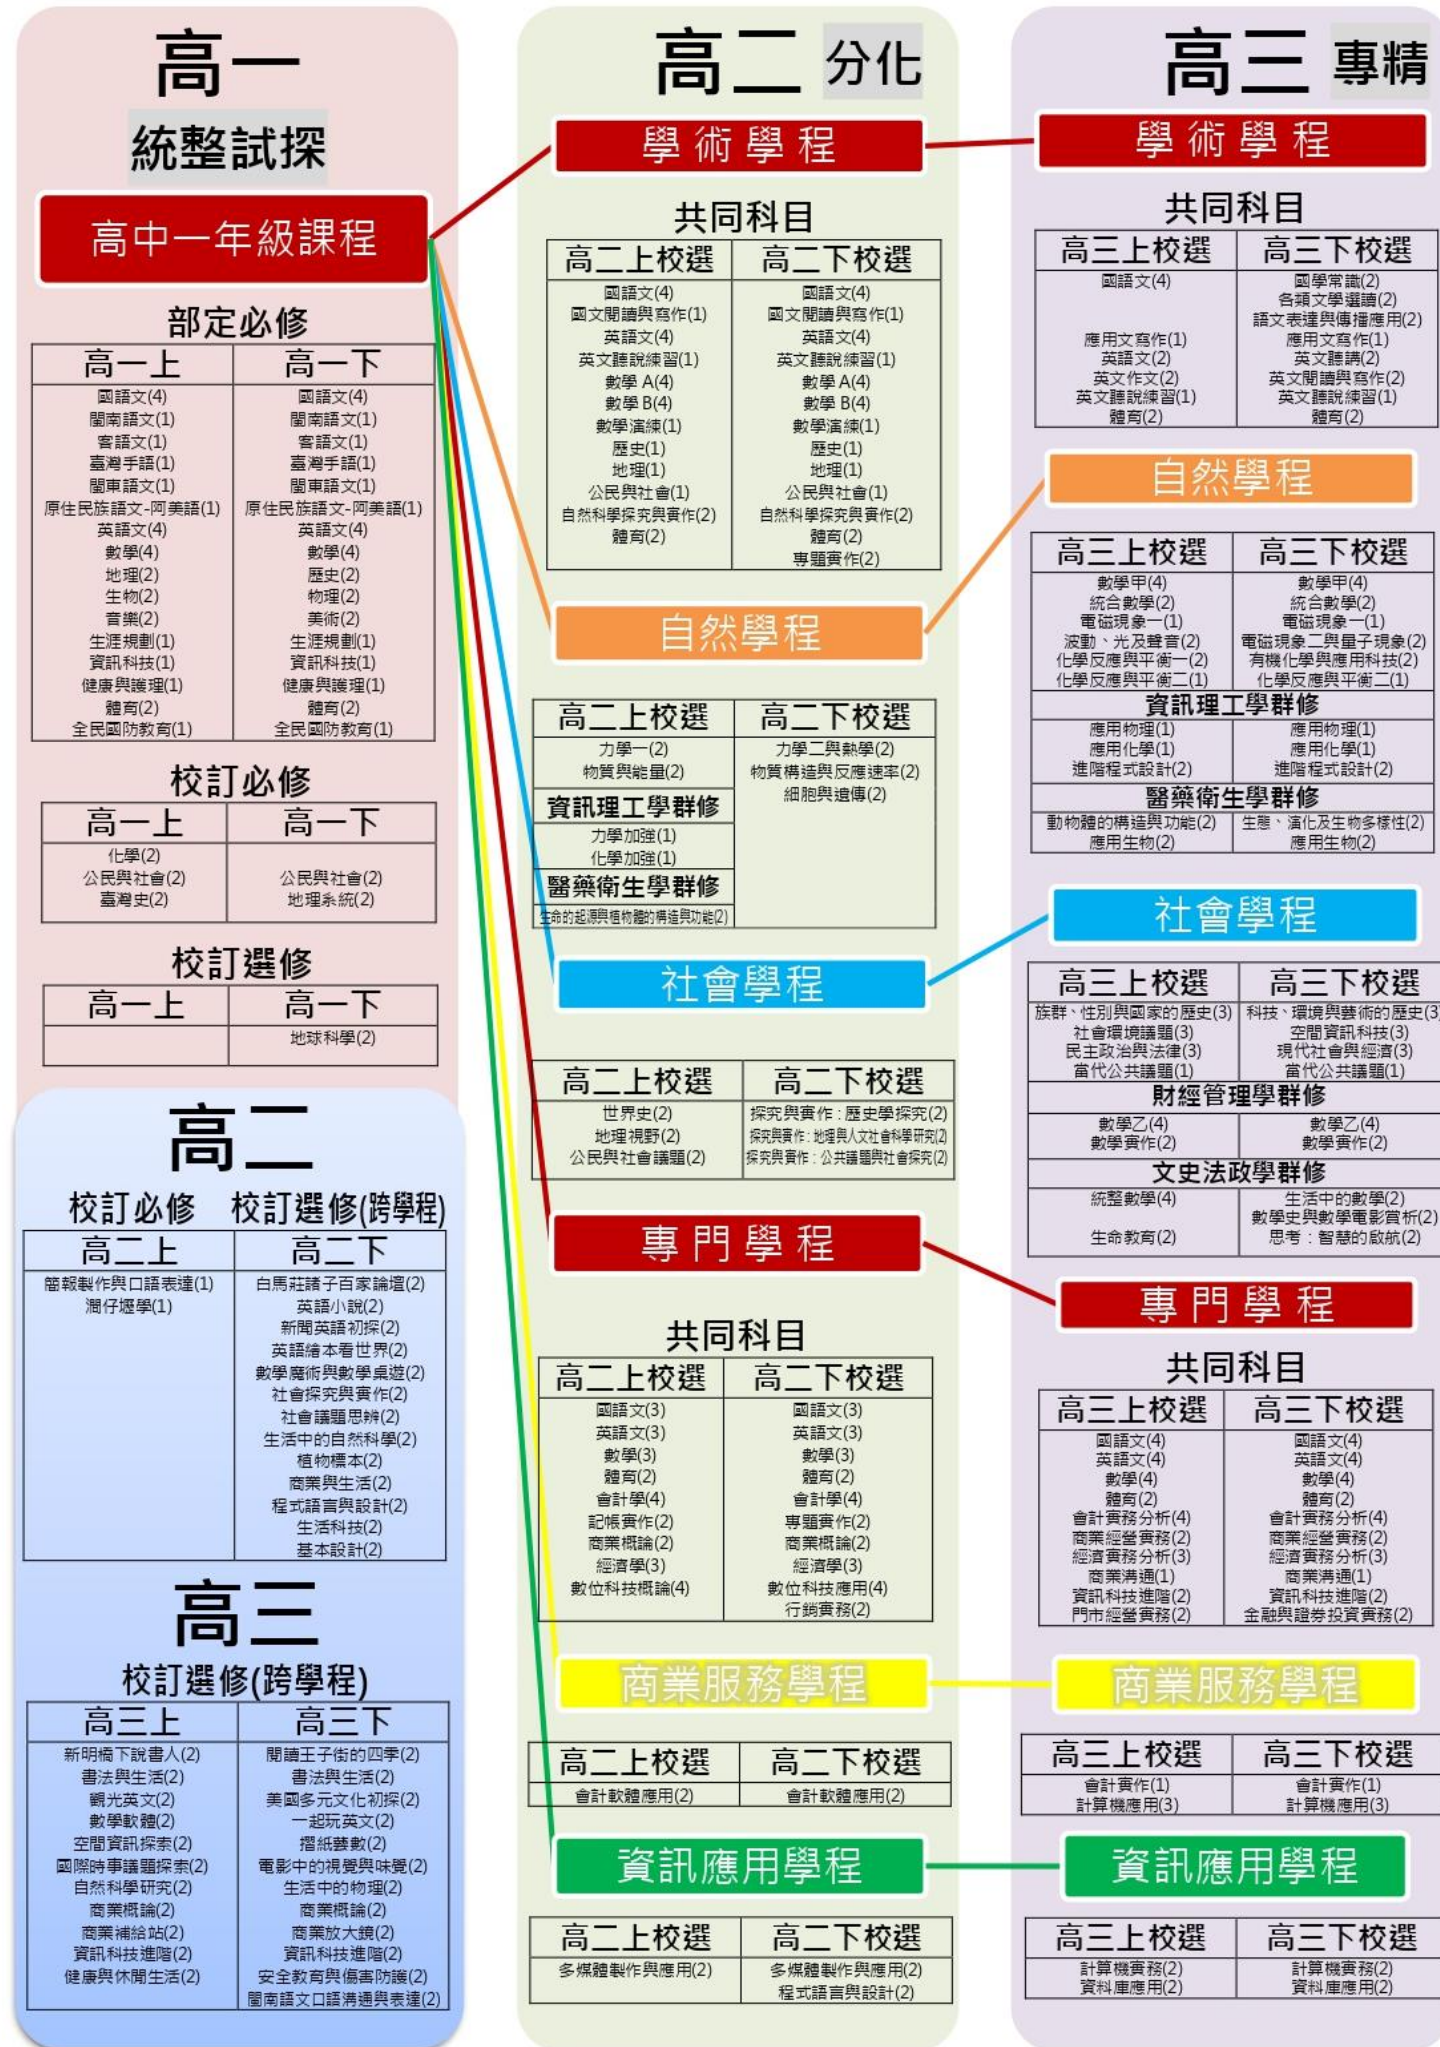 高一
統整試探
高中一年級課程
部定必修
高一上 高一下
國語文(4) 國語文(4)
閩南語文(1) 閩南語文(1)
客語文(1) 客語文(1)
臺灣手語(1) 臺灣手語(1)
閩東語文(1) 閩東語文(1)
原住民族語文-阿美語(1) 原住民族語文-阿美語(1)
英語文(4) 英語文(4)
數學(4) 數學(4)
地理(2) 歷史(2)
生物(2) 物理(2)
音樂(2) 美術(2)
生涯規劃(1) 生涯規劃(1)
資訊科技(1) 資訊科技(1)
健康與護理(1) 健康與護理(1)
體育(2) 體育(2)
全民國防教育(1) 全民國防教育(1)
校訂必修
高一上 高一下
化學(2)
公民與社會(2) 公民與社會(2)
臺灣史(2) 地理系統(2)
校訂選修
高一上 高一下
地球科學(2)
高二
校訂必修 校訂選修(跨學程)
高二上 高二下
簡報製作與口語表達(1) 白馬莊諸子百家論壇(2)
澗仔壢學(1) 英語小說(2)
新聞英語初探(2)
英語繪本看世界(2)
數學魔術與數學桌遊(2)
社會探究與實作(2)
社會議題思辨(2)
生活中的自然科學(2)
植物標本(2)
商業與生活(2)
程式語言與設計(2)
生活科技(2)
基本設計(2)
高三
校訂選修(跨學程)
高三上 高三下
新明橋下說書人(2) 閱讀王子街的四季(2)
書法與生活(2) 書法與生活(2)
觀光英文(2) 美國多元文化初探(2)
數學軟體(2) 一起玩英文(2)
空間資訊探索(2) 摺紙藝數(2)
國際時事議題探索(2) 電影中的視覺與味覺(2)
自然科學研究(2) 生活中的物理(2)
商業概論(2) 商業概論(2)
商業補給站(2) 商業放大鏡(2)
資訊科技進階(2) 資訊科技進階(2)
健康與休閒生活(2) 安全教育與傷害防護(2)
閩南語文口語溝通與表達(2)
高二 分化
學術學程
共同科目
高二上校選 高二下校選
國語文(4) 國語文(4)
國文閱讀與寫作(1) 國文閱讀與寫作(1)
英語文(4) 英語文(4)
英文聽說練習(1) 英文聽說練習(1)
數學 A(4) 數學 A(4)
數學 B(4) 數學 B(4)
數學演練(1) 數學演練(1)
歷史(1) 歷史(1)
地理(1) 地理(1)
公民與社會(1) 公民與社會(1)
自然科學探究與實作(2) 自然科學探究與實作(2)
體育(2) 體育(2)
專題實作(2)
自然學程
高二上校選 高二下校選
力學一(2) 力學二與熱學(2)
物質與能量(2) 物質構造與反應速率(2)
細胞與遺傳(2)
資訊理工學群修
力學加強(1)
化學加強(1)
醫藥衛生學群修
生命的起源與植物體的構造與功能(2)
社會學程
高二上校選 高二下校選
世界史(2) 探究與實作：歷史學探究(2)
地理視野(2) 探究與實作：地理與人文社會科學研究(2)
公民與社會議題(2) 探究與實作：公共議題與社會探究(2)
專門學程
共同科目
高二上校選 高二下校選
國語文(3) 國語文(3)
英語文(3) 英語文(3)
數學(3) 數學(3)
體育(2) 體育(2)
會計學(4) 會計學(4)
記帳實作(2) 專題實作(2)
商業概論(2) 商業概論(2)
經濟學(3) 經濟學(3)
數位科技概論(4) 數位科技應用(4)
行銷實務(2)
商業服務學程
高二上校選 高二下校選
會計軟體應用(2) 會計軟體應用(2)
資訊應用學程
高二上校選 高二下校選
多媒體製作與應用(2) 多媒體製作與應用(2)
程式語言與設計(2)
高三 專精
學術學程
共同科目
高三上校選 高三下校選
國語文(4) 國學常識(2)
各類文學選讀(2)
語文表達與傳播應用(2)
應用文寫作(1) 應用文寫作(1)
英語文(2) 英文聽講(2)
英文作文(2) 英文閱讀與寫作(2)
英文聽說練習(1) 英文聽說練習(1)
體育(2) 體育(2)
自然學程
高三上校選 高三下校選
數學甲(4) 數學甲(4)
統合數學(2) 統合數學(2)
電磁現象一(1) 電磁現象一(1)
波動、光及聲音(2) 電磁現象二與量子現象(2)
化學反應與平衡一(2) 有機化學與應用科技(2)
化學反應與平衡二(1) 化學反應與平衡二(1)
資訊理工學群修
應用物理(1) 應用物理(1)
應用化學(1) 應用化學(1)
進階程式設計(2) 進階程式設計(2)
醫藥衛生學群修
動物體的構造與功能(2) 生態、演化及生物多樣性(2)
應用生物(2) 應用生物(2)
社會學程
高三上校選 高三下校選
族群、性別與國家的歷史(3) 科技、環境與藝術的歷史(3)
社會環境議題(3) 空間資訊科技(3)
民主政治與法律(3) 現代社會與經濟(3)
當代公共議題(1) 當代公共議題(1)
財經管理學群修
數學乙(4) 數學乙(4)
數學實作(2) 數學實作(2)
文史法政學群修
統整數學(4) 生活中的數學(2)
數學史與數學電影賞析(2)
生命教育(2) 思考：智慧的啟航(2)
專門學程
共同科目
高三上校選 高三下校選
國語文(4) 國語文(4)
英語文(4) 英語文(4)
數學(4) 數學(4)
體育(2) 體育(2)
會計實務分析(4) 會計實務分析(4)
商業經營實務(2) 商業經營實務(2)
經濟實務分析(3) 經濟實務分析(3)
商業溝通(1) 商業溝通(1)
資訊科技進階(2) 資訊科技進階(2)
門市經營實務(2) 金融與證券投資實務(2)
商業服務學程
高三上校選 高三下校選
會計實作(1) 會計實作(1)
計算機應用(3) 計算機應用(3)
資訊應用學程
高三上校選 高三下校選
計算機實務(2) 計算機實務(2)
資料庫應用(2) 資料庫應用(2)